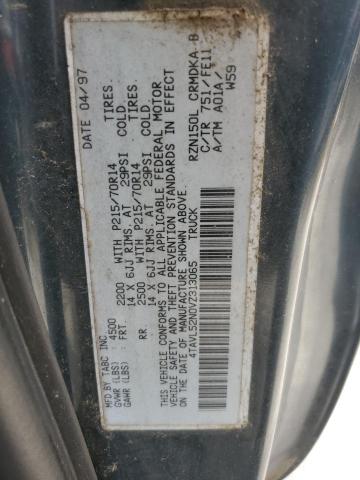 MFD BY TABC INC DATE 04/97
GVWR (LBS) : 4500
GAWR (LBS) : FRT. 2200 WITH P215/70R14 TIRES.
14 X 6JJ RIMS. AT 29PSI COLD
RR 2500 WITH P215/70R14 TIRES.
14 X 6JJ RIMS. AT 29PSI COLD.
THIS VEHICLE CONFORMS TO ALL APPLICABLE FEDERAL MOTOR
VEHICLE SAFETY AND THEFT PREVENTION STANDARDS IN EFFECT
ON THE DATE OF MANUFACTURE SHOWN ABOVE.
4TAVL52N0VZ313065 TRUCK
RZN150L CRMDKA B
C/TR 751/FE11
A/TM A01A/
W59